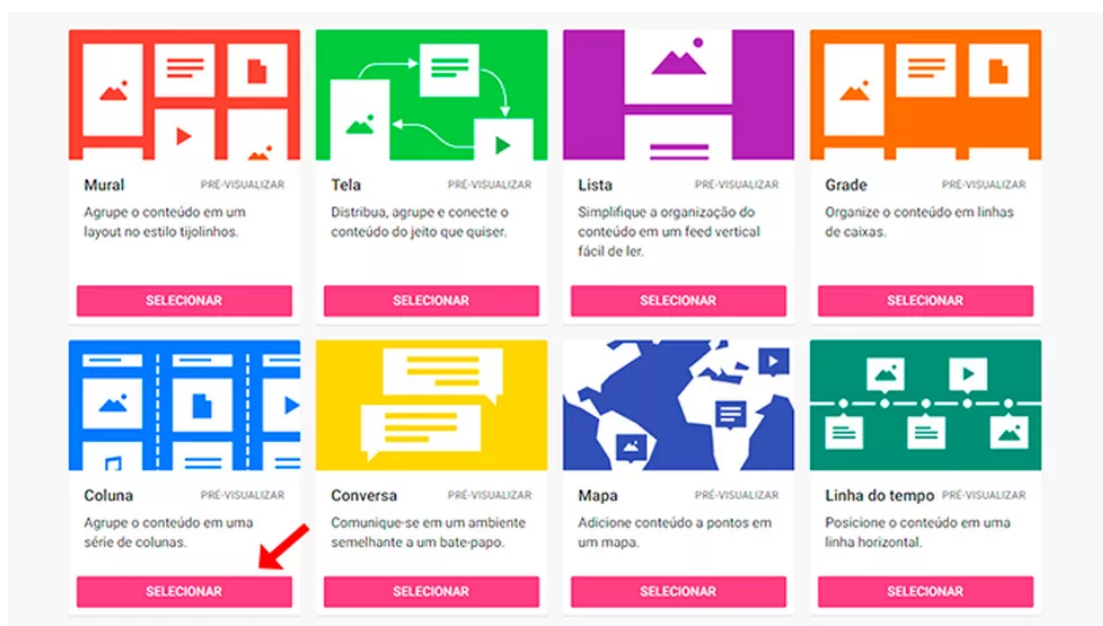 Mural PRÉ-VISUALIZAR
Agrupe o conteúdo em um
layout no estilo tijolinhos.
SELECIONAR
Tela PRÉ-VISUALIZAR
Distribua, agrupe e conecte o
conteúdo do jeito que quiser.
SELECIONAR
Lista PRÉ-VISUALIZAR
Simplifique a organização do
conteúdo em um feed vertical
fácil de ler.
SELECIONAR
Grade PRÉ-VISUALIZAR
Organize o conteúdo em linhas
de caixas.
SELECIONAR
Coluna PRÉ-VISUALIZAR
Agrupe o conteúdo em uma
série de colunas.
SELECIONAR
Conversa PRÉ-VISUALIZAR
Comunique-se em um ambiente
semelhante a um bate-papo.
SELECIONAR
Mapa PRÉ-VISUALIZAR
Adicione conteúdo a pontos em
um mapa.
SELECIONAR
Linha do tempo PRÉ-VISUALIZAR
Posicione o conteúdo em uma
linha horizontal.
SELECIONAR